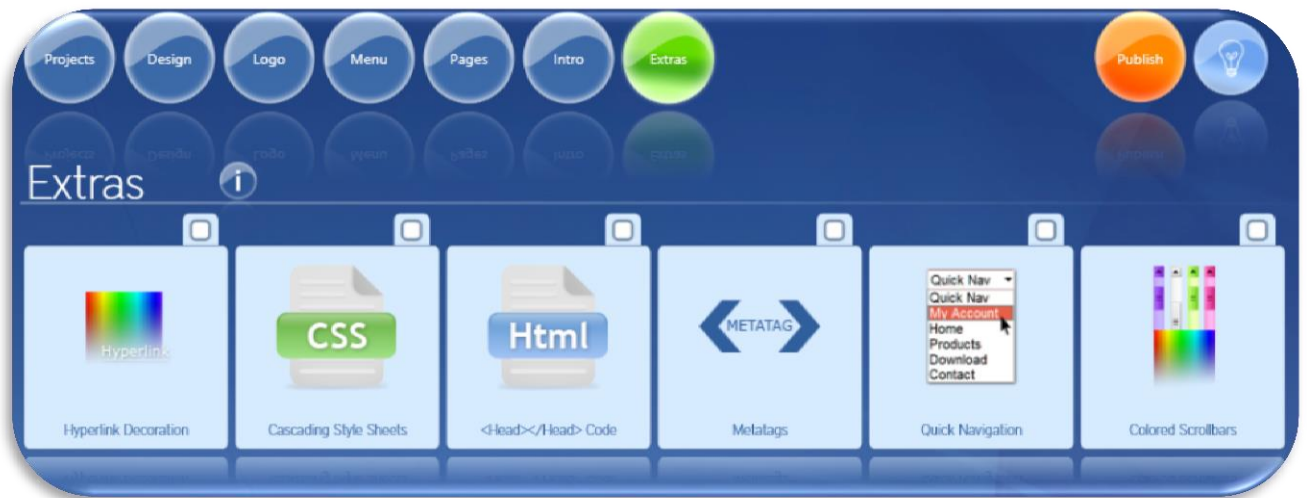 Projects
Design
Logo
Menu
Pages
Intro
Extras
Publish
Extras i
Hyperlink
CSS
Html
METATAG
Quick Nav
Quick Nav
My Account
Home
Products
Download
Contact
Hyperlink Decoration
Cascading Style Sheets
<Head></Head> Code
Metatags
Quick Navigation
Colored Scrollbars